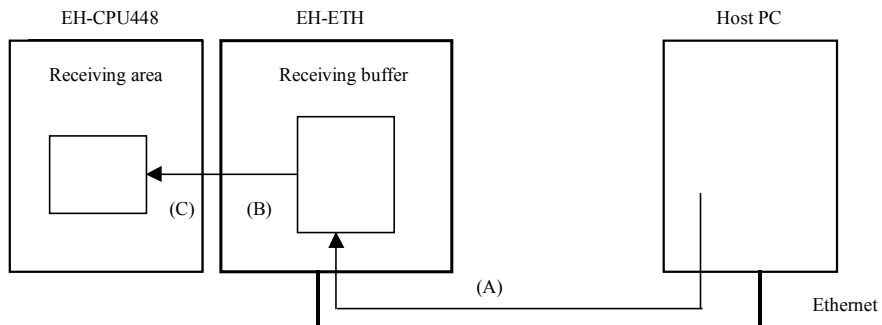 EH-CPU448
EH-ETH
Host PC
Receiving area
Receiving buffer
(C)
(B)
(A)
Ethernet